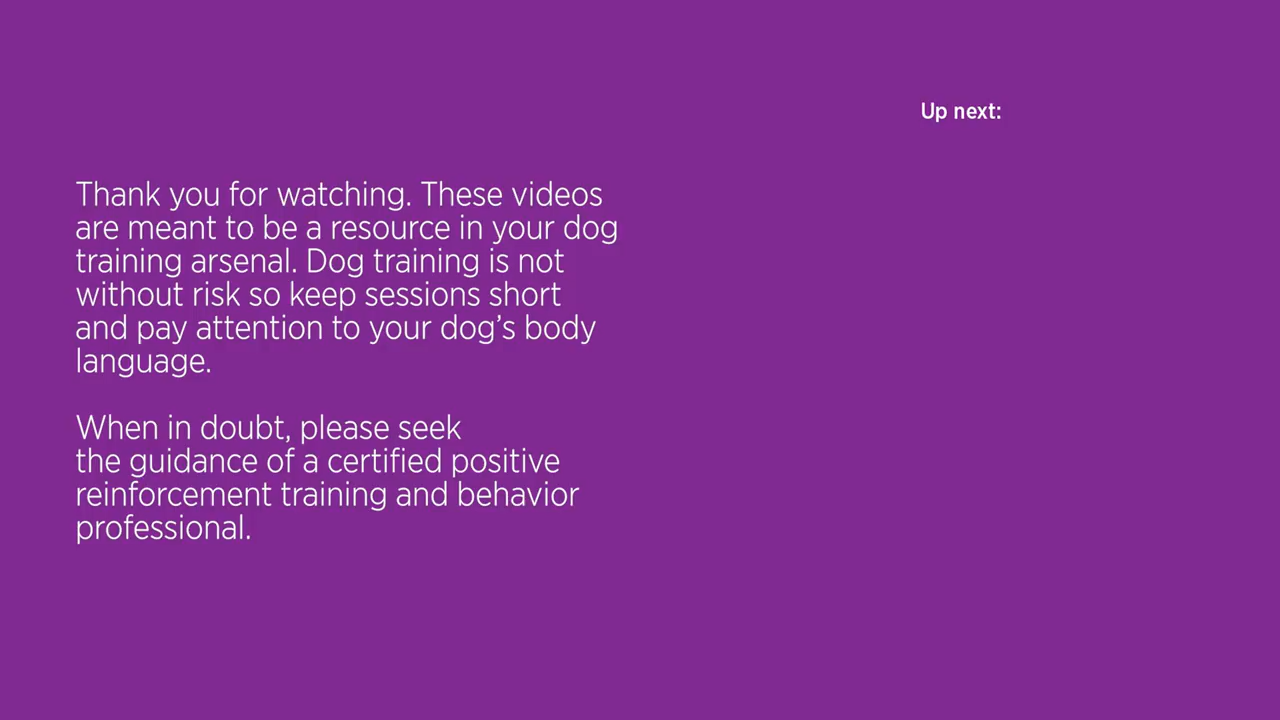 Up next:
Thank you for watching. These videos
are meant to be a resource in your dog
training arsenal. Dog training is not
without risk so keep sessions short
and pay attention to your dog’s body
language.
When in doubt, please seek
the guidance of a certified positive
reinforcement training and behavior
professional.